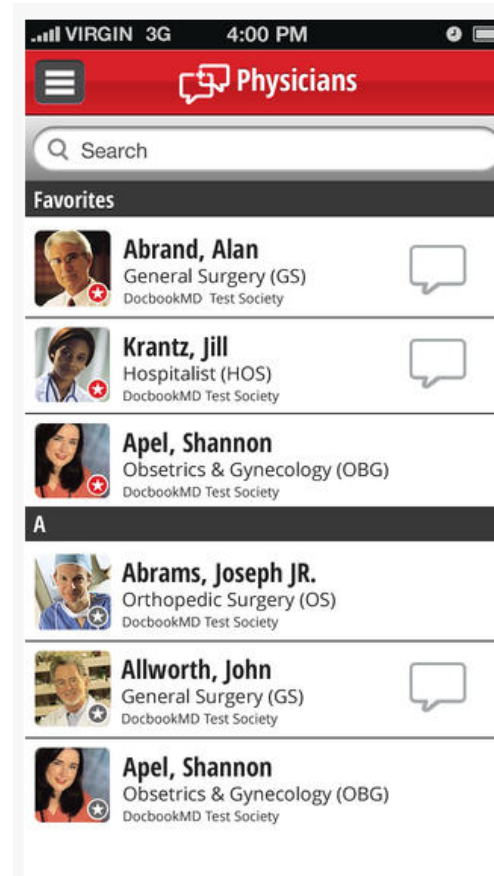 VIRGIN 3G 4:00 PM
Physicians
Search
Favorites
Abrand, Alan
General Surgery (GS)
DocbookMD Test Society
Krantz, Jill
Hospitalist (HOS)
DocbookMD Test Society
Apel, Shannon
Obsetrics & Gynecology (OBG)
DocbookMD Test Society
A
Abrams, Joseph JR.
Orthopedic Surgery (OS)
DocbookMD Test Society
Allworth, John
General Surgery (GS)
DocbookMD Test Society
Apel, Shannon
Obsetrics & Gynecology (OBG)
DocbookMD Test Society